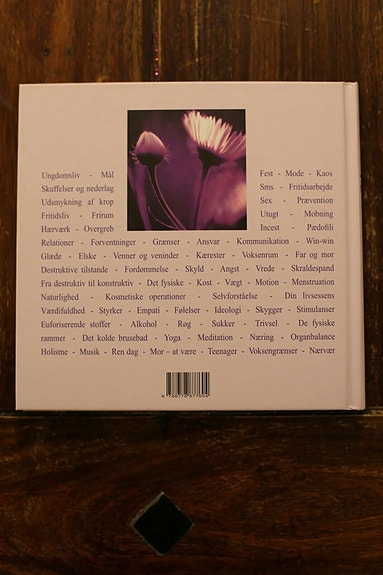 Ungdomsliv - Mål
Skuffelser og nederlag
Udsmykning af krop
Fritidsliv - Frirum
Hærværk - Overgreb
Fest - Mode - Kaos
Sms - Fritidsarbejde
Sex - Prævention
Utugt - Mobning
Incest - Pædofili
Relationer - Forventninger - Grænser - Ansvar - Kommunikation - Win-win
Glæde - Elske - Venner og veninder - Kærester - Voksenrum - Far og mor
Destruktive tilstande - Fordømmelse - Skyld - Angst - Vrede - Skraldespand
Fra destruktiv til konstruktiv - Det fysiske - Kost - Vægt - Motion - Menstruation
Naturlighed - Kosmetiske operationer - Selvforståelse - Din livsessens
Værdifuldhed - Styrker - Empati - Følelser - Ideologi - Skygger - Stimulanser
Euforiserende stoffer - Alkohol - Røg - Sukker - Trivsel - De fysiske
rammer - Det kolde brusebad - Yoga - Meditation - Næring - Organbalance
Holisme - Musik - Ren dag - Mor – at være - Teenager - Voksengrænser - Nærvær